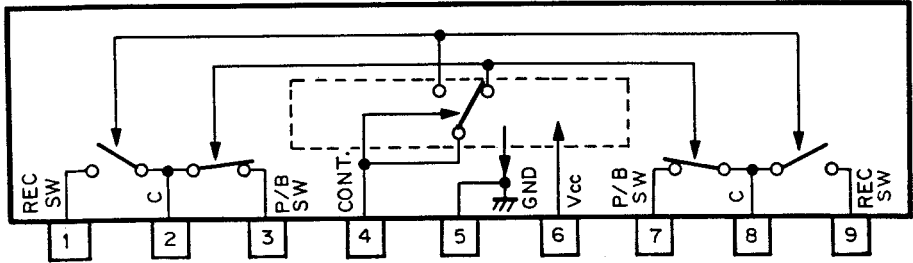 REC SW
C
P/B SW
CONT.
GND
Vcc
P/B SW
C
REC SW
1 2 3 4 5 6 7 8 9